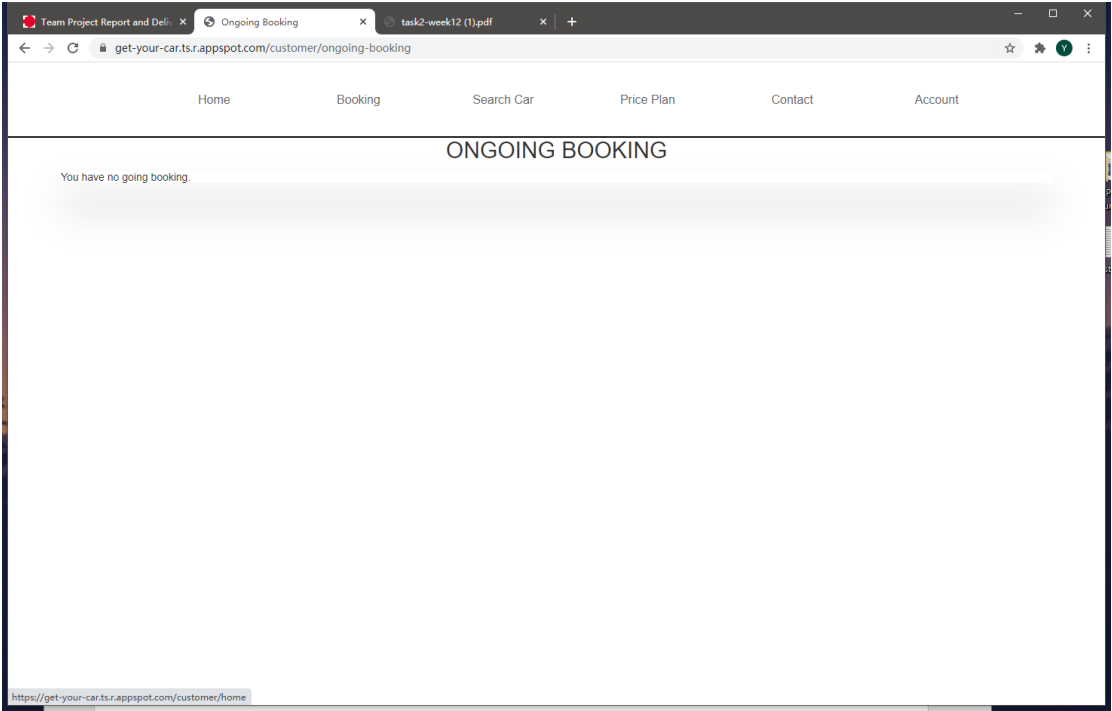 Team Project Report and Deliv
Ongoing Booking
task2-week12 (1).pdf
get-your-car.ts.r.appspot.com/customer/ongoing-booking
Y
Home Booking Search Car Price Plan Contact Account
ONGOING BOOKING
You have no going booking.
https://get-your-car.ts.r.appspot.com/customer/home